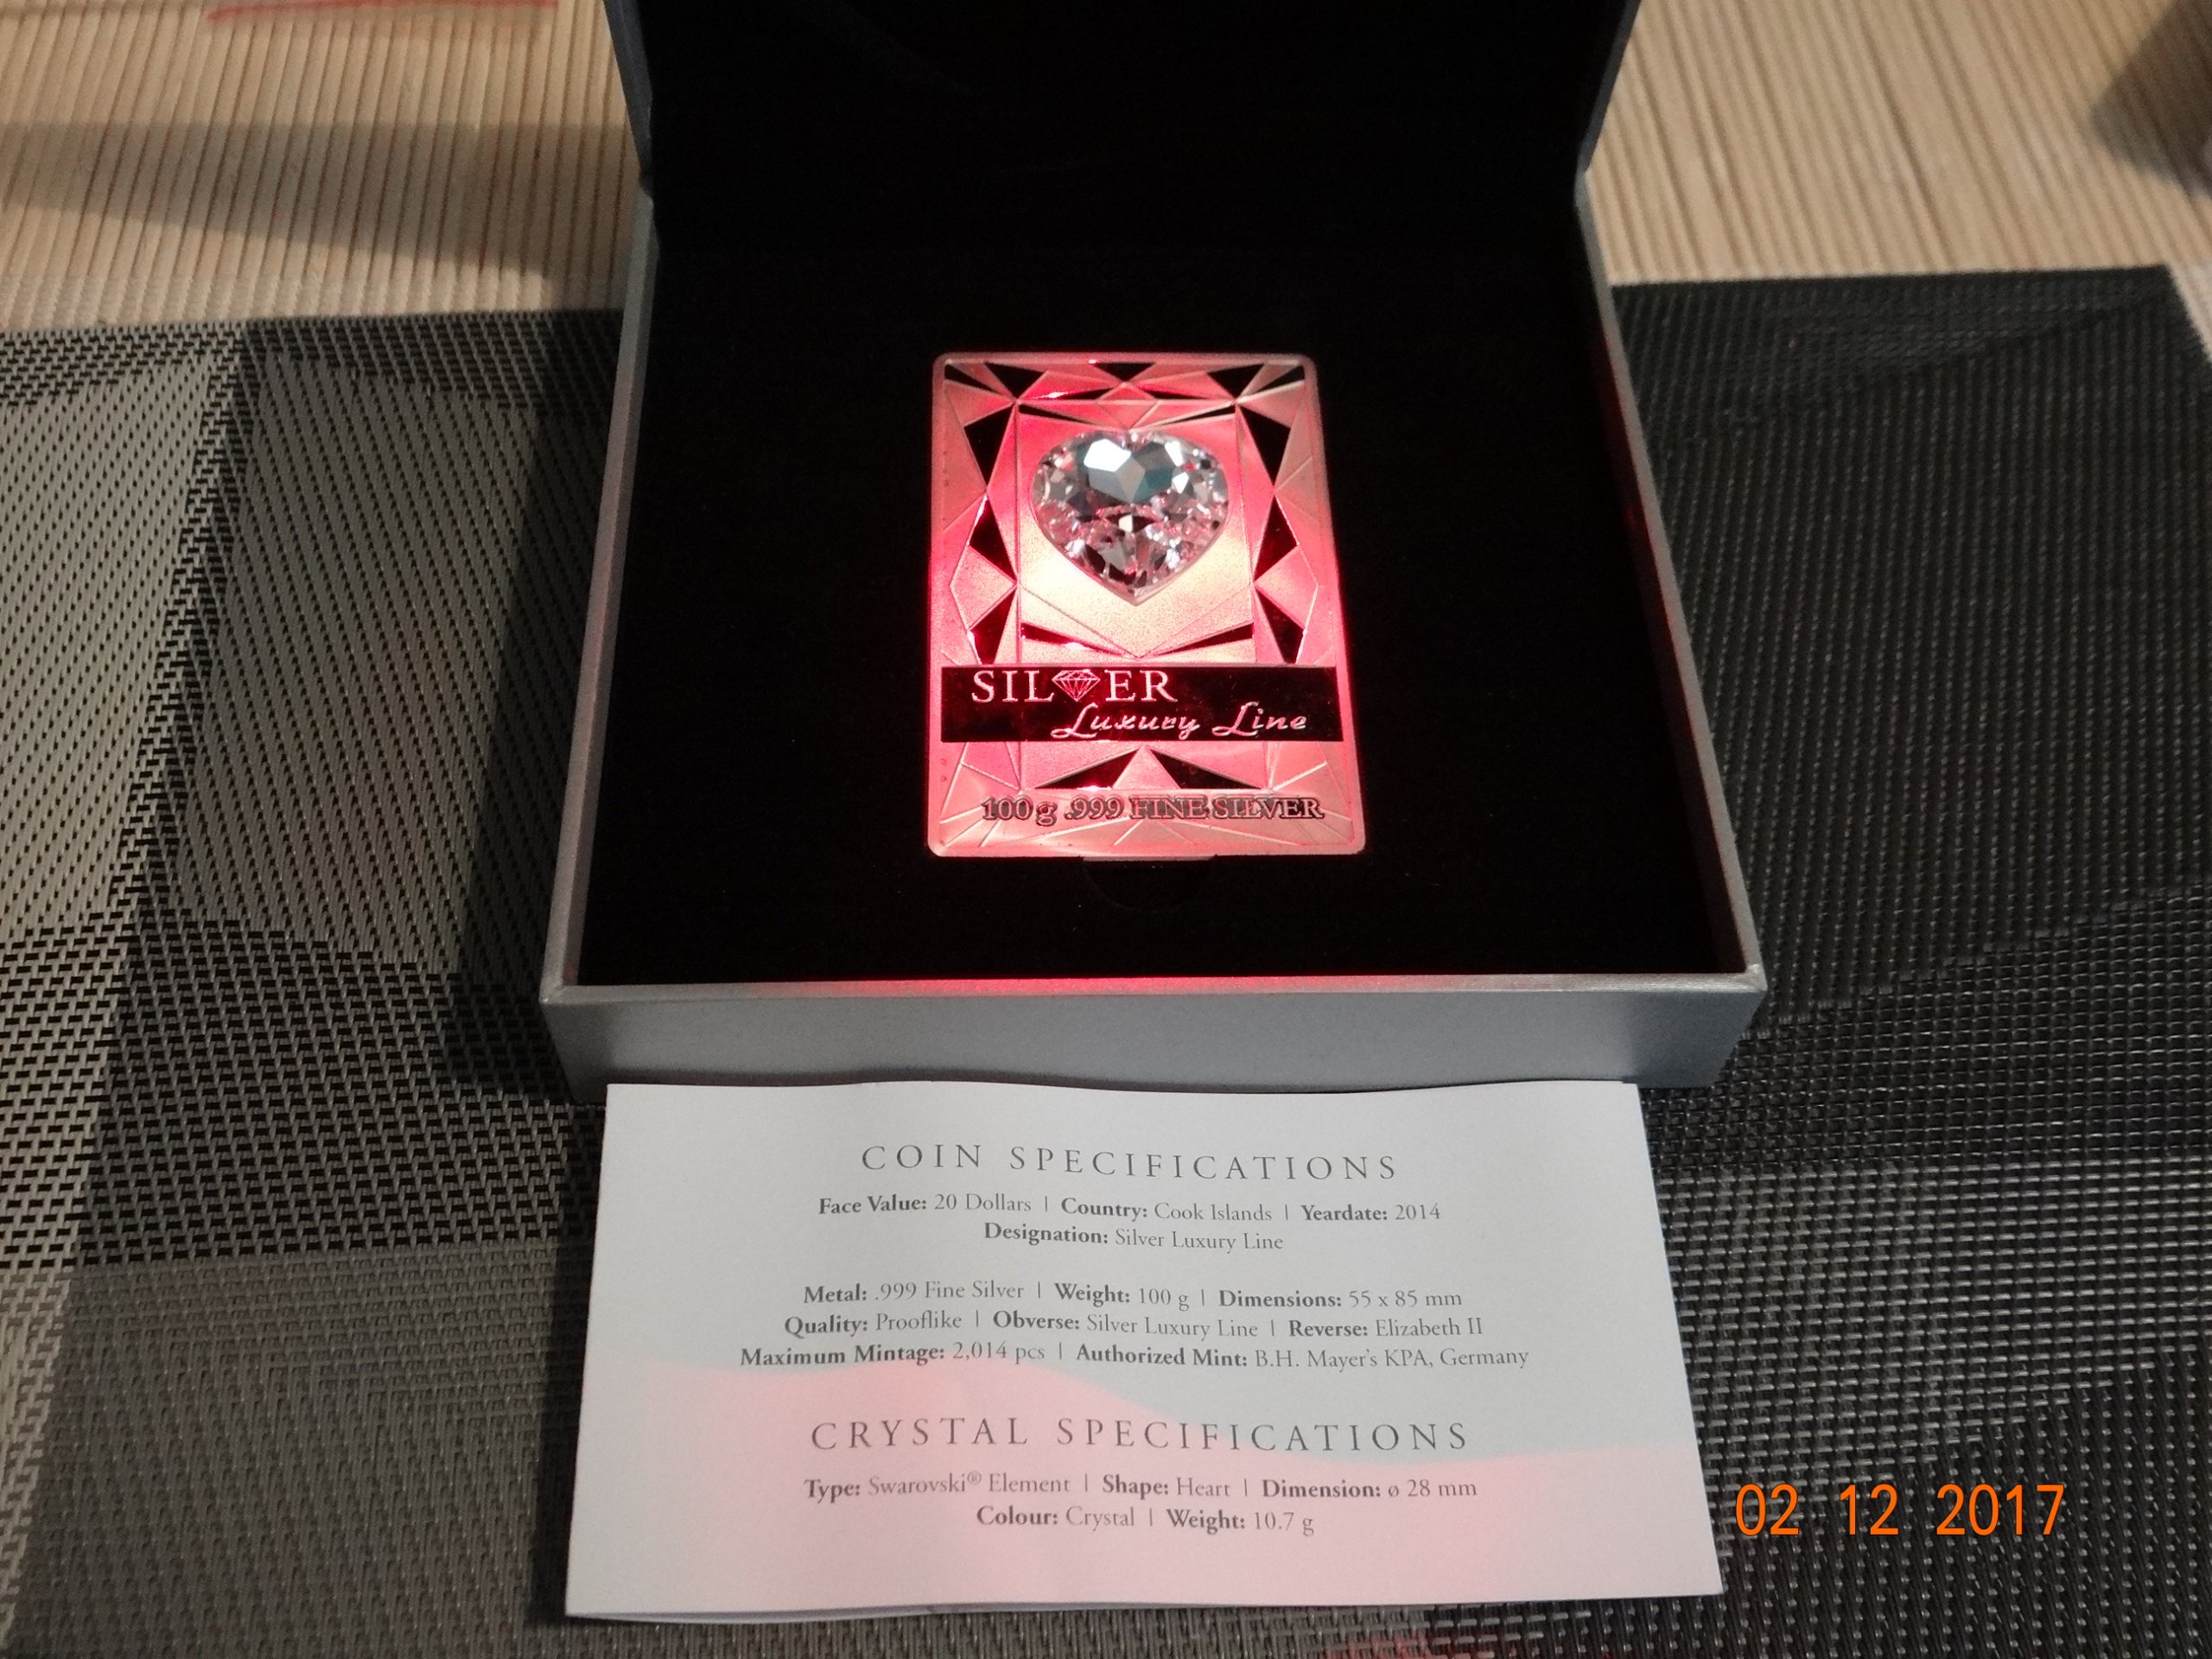 SILVER
Luxury Line
100 g .999 FINE SILVER
COIN SPECIFICATIONS
Face Value: 20 Dollars | Country: Cook Islands | Yeardate: 2014
Designation: Silver Luxury Line
Metal: .999 Fine Silver | Weight: 100 g | Dimensions: 55 x 85 mm
Quality: Prooflike | Obverse: Silver Luxury Line | Reverse: Elizabeth II
Maximum Mintage: 2,014 pcs | Authorized Mint: B.H. Mayer's KPA, Germany
CRYSTAL SPECIFICATIONS
Type: Swarovski® Element | Shape: Heart | Dimension: ø 28 mm
Colour: Crystal | Weight: 10.7 g
02 12 2017